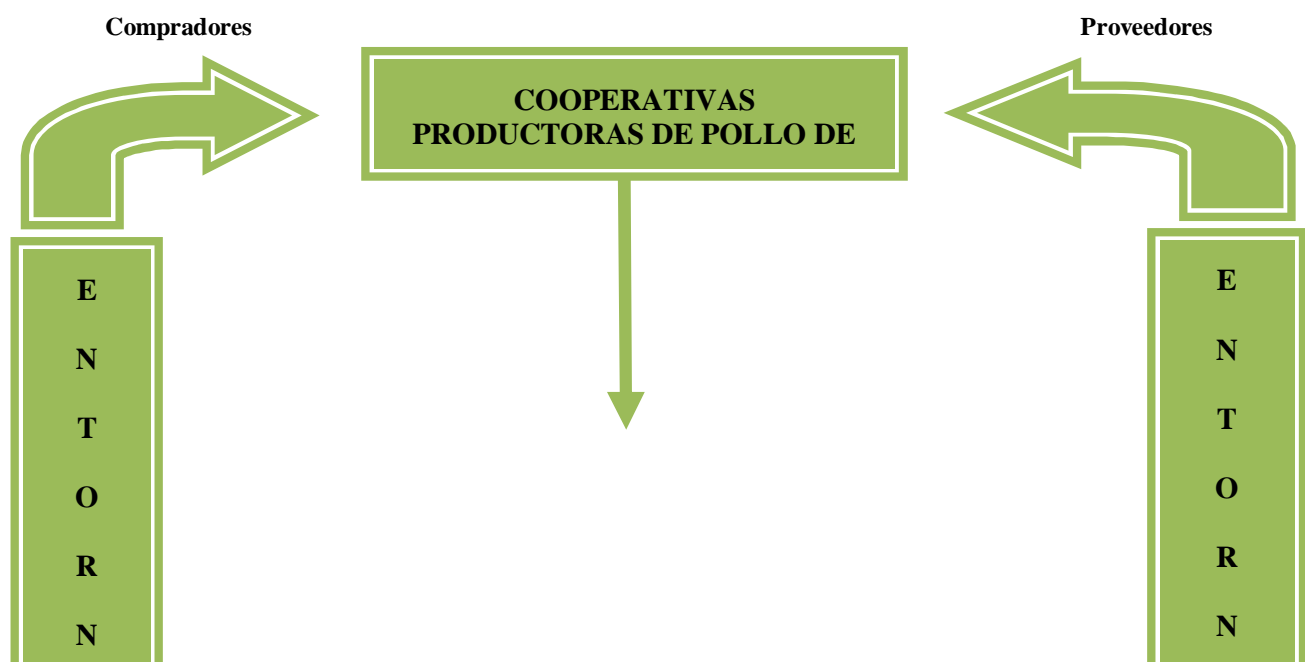 Compradores
Proveedores
COOPERATIVAS
PRODUCTORAS DE POLLO DE
E
N
T
O
R
N
E
N
T
O
R
N